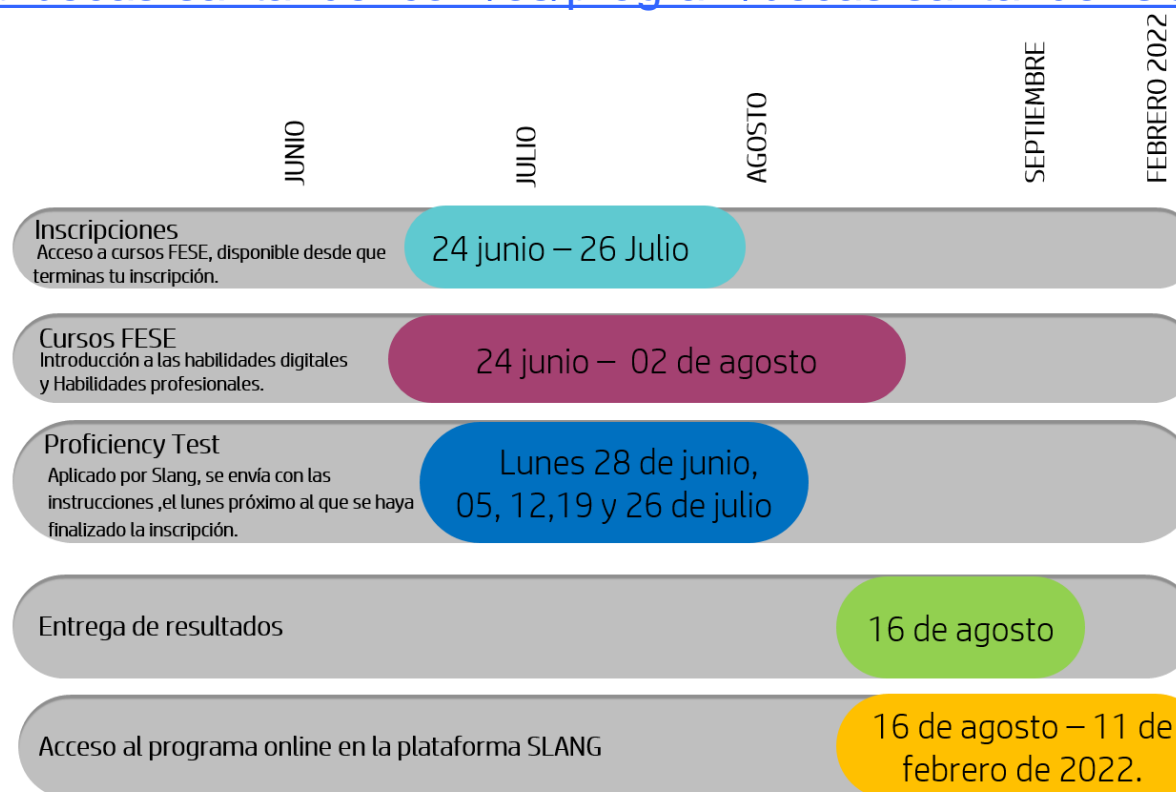 JUNIO
JULIO
AGOSTO
SEPTIEMBRE
FEBRERO 2022
Inscripciones
Acceso a cursos FESE, disponible desde que
terminas tu inscripción.
24 junio – 26 Julio
Cursos FESE
Introducción a las habilidades digitales
y Habilidades profesionales.
24 junio – 02 de agosto
Proficiency Test
Aplicado por Slang, se envía con las
instrucciones ,el lunes próximo al que se haya
finalizado la inscripción.
Lunes 28 de junio,
05, 12,19 y 26 de julio
Entrega de resultados
16 de agosto
Acceso al programa online en la plataforma SLANG
16 de agosto – 11 de
febrero de 2022.